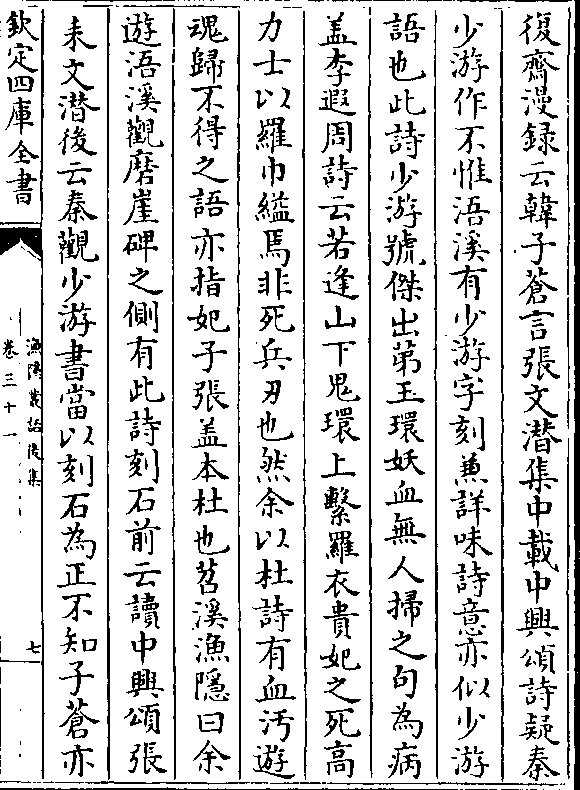 復齋漫録云韓子蒼言張文潜集中載中興頌詩疑秦
少游作不惟浯溪有少游字刻兼詳味詩意亦似少游
語也此詩少游號傑出第玉環妖血無人掃之句為病
盖李遐周詩云若逢山下鬼環上繫羅衣貴妃之死高
力士以羅巾縊焉非死兵刃也然余以杜詩有血汚遊
魂歸不得之語亦指妃子張盖本杜也苕溪漁隱曰余
遊浯溪觀磨崖碑之側有此詩刻石前云讀中興頌張
耒文潜後云秦觀少游書當以刻石為正不知子蒼亦
欽定四庫全書
漁隱叢話後集
卷三十一
七